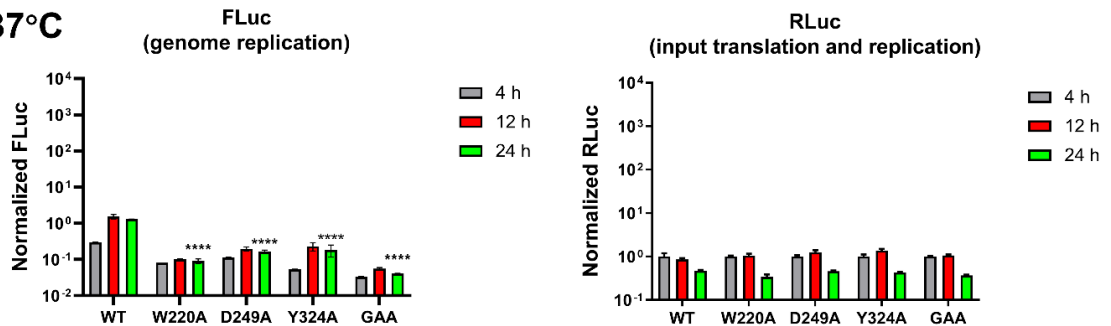 37°C
FLuc
(genome replication)
Normalized FLuc
10⁴
10³
10²
10¹
10⁰
10⁻¹
10⁻²
**** **** **** ****
WT W220A D249A Y324A GAA
4 h
12 h
24 h
RLuc
(input translation and replication)
Normalized RLuc
10⁴
10³
10²
10¹
10⁰
10⁻¹
WT W220A D249A Y324A GAA
4 h
12 h
24 h